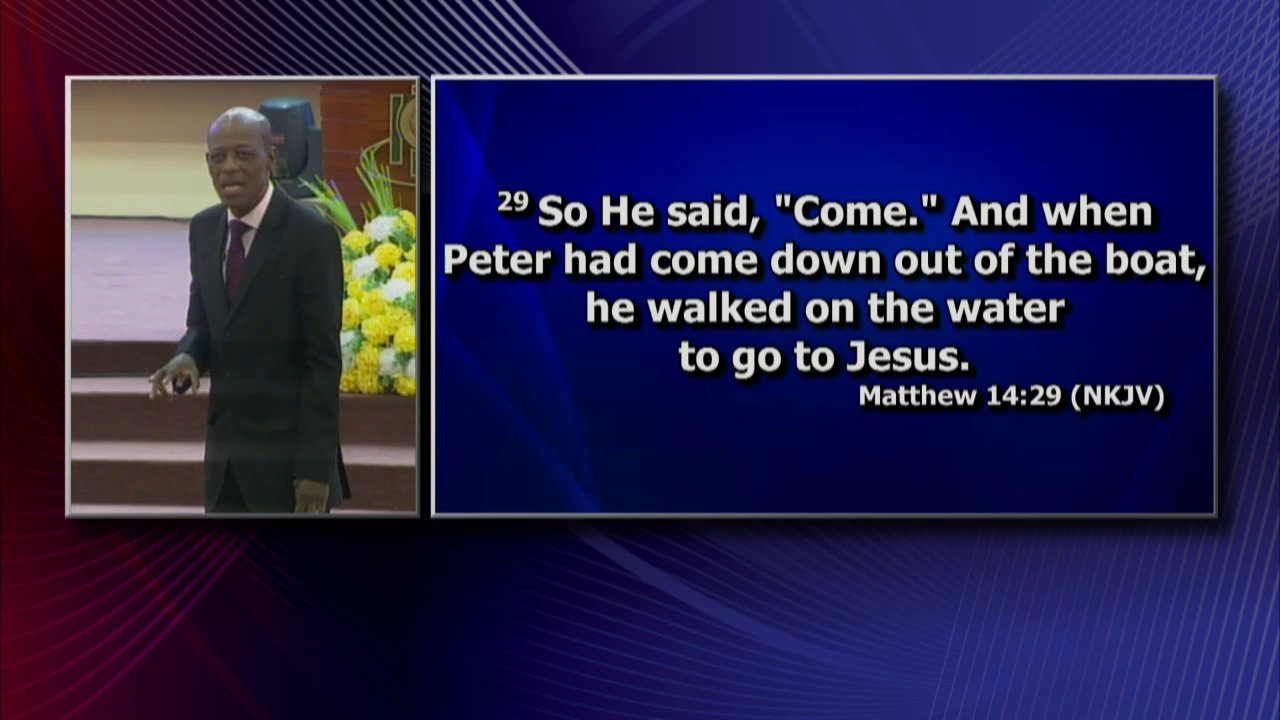 29 So He said, "Come." And when
Peter had come down out of the boat,
he walked on the water
to go to Jesus.
Matthew 14:29 (NKJV)